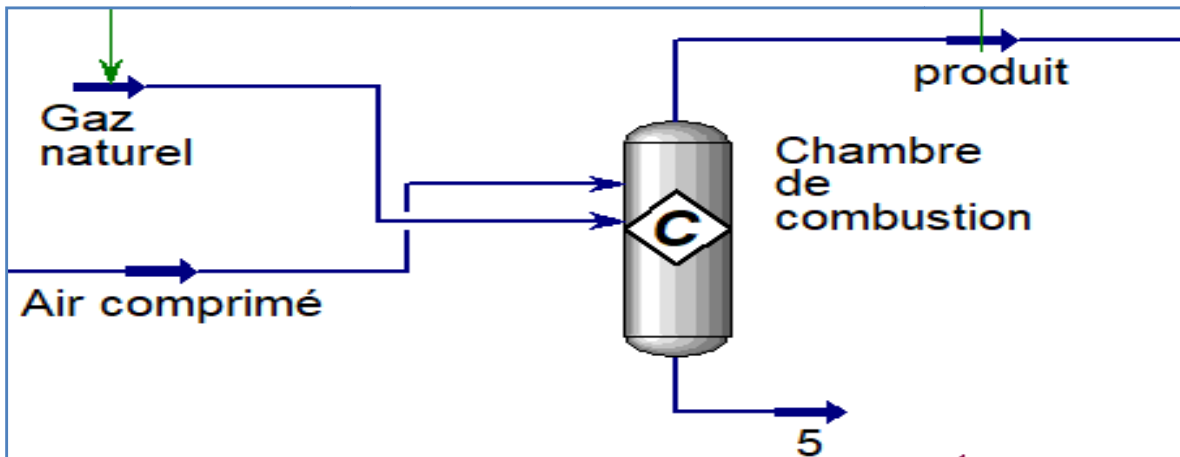 Gaz
naturel
produit
Chambre
de
combustion
C
Air comprimé
5